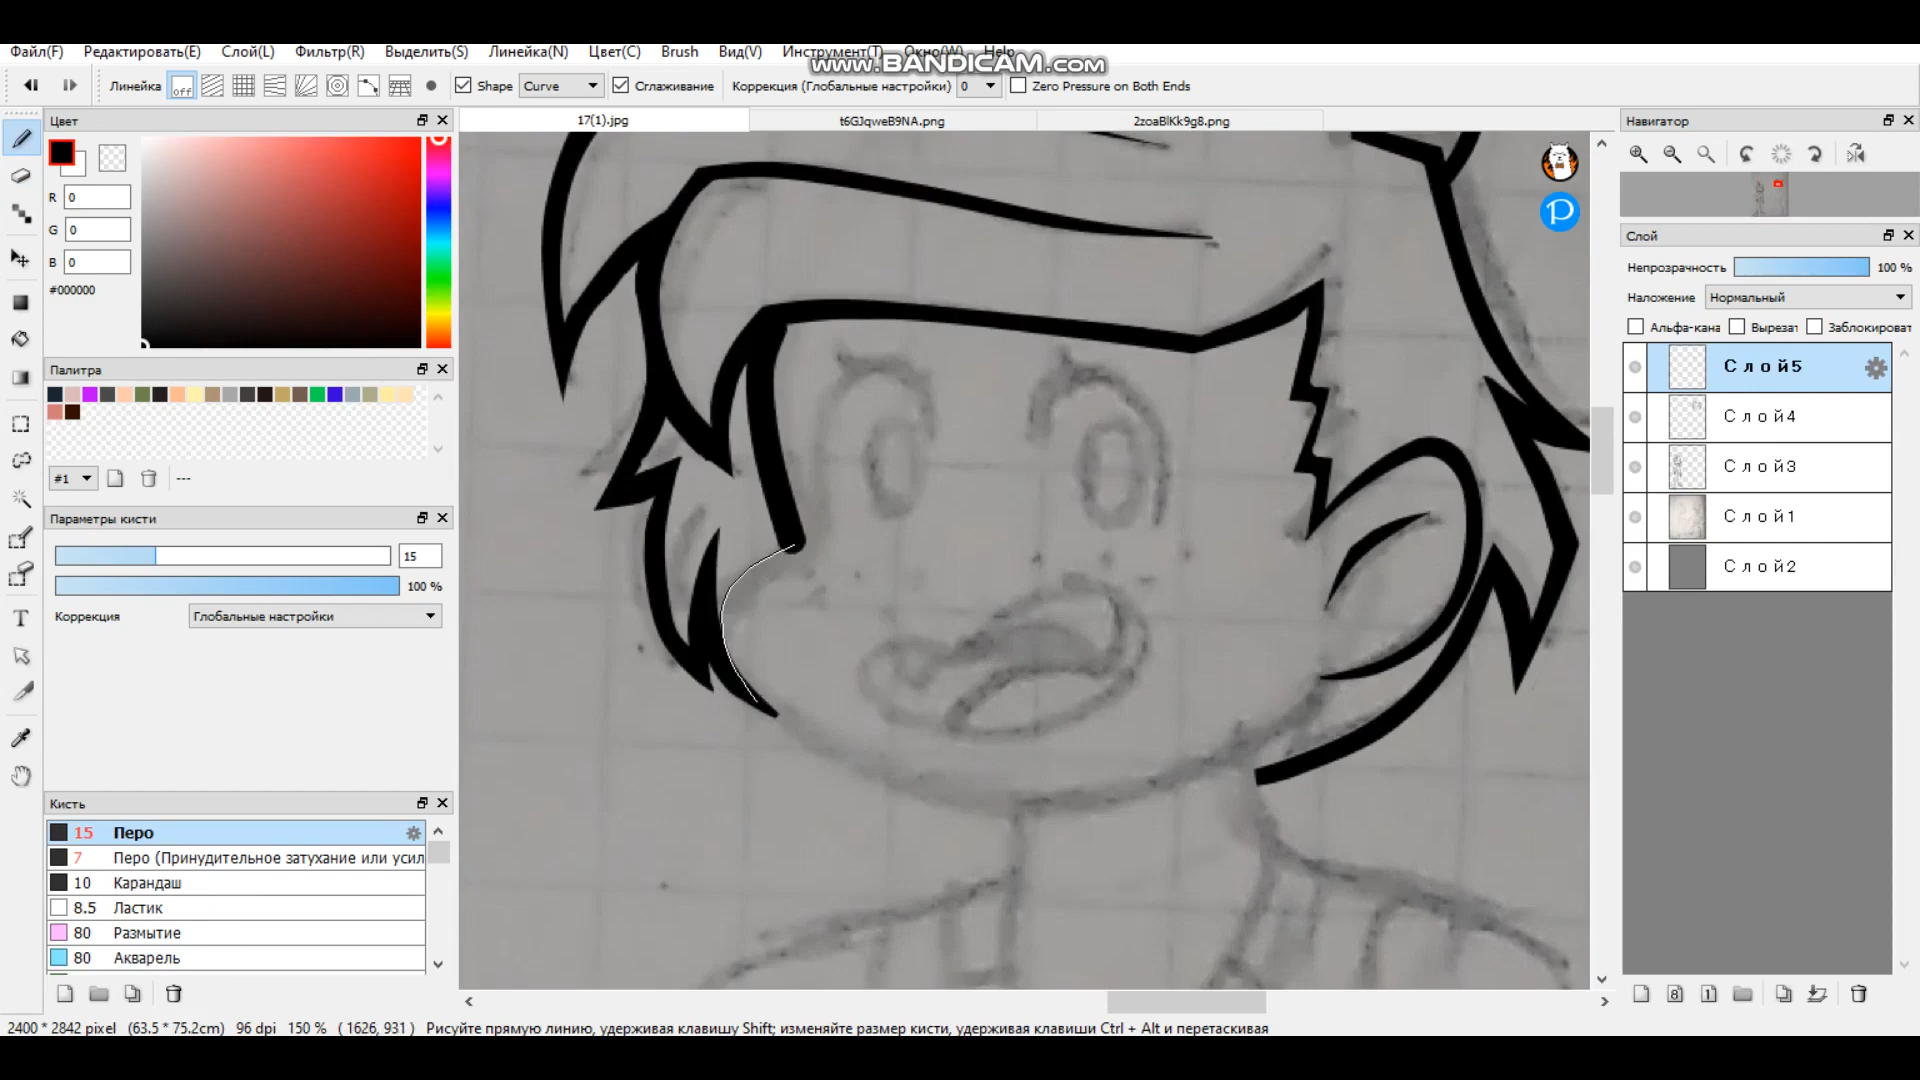 Файл(F) Редактировать(E) Слой(L) Фильтр(R) Выделить(S) Линейка(N) Цвет(C) Brush Вид(V) Инструмент(T) Окно(W) Help
www.BANDICAM.com
Линейка off Shape Curve Сглаживание Коррекция (Глобальные настройки) 0 Zero Pressure on Both Ends
Цвет
17(1).jpg t6GJqweB9NA.png 2zoaBlKk9g8.png
Навигатор
R 0
G 0
B 0
#000000
Слой
Непрозрачность 100 %
Наложение Нормальный
Альфа-кана Вырезат Заблокироват
Слой5
Слой4
Слой3
Слой1
Слой2
Палитра
#1 ---
Параметры кисти
15
100 %
Коррекция Глобальные настройки
T
P
Кисть
15 Перо
7 Перо (Принудительное затухание или усил
10 Карандаш
8.5 Ластик
80 Размытие
80 Акварель
8 1
2400 * 2842 pixel (63.5 * 75.2cm) 96 dpi 150 % ( 1626, 931 ) Рисуйте прямую линию, удерживая клавишу Shift; изменяйте размер кисти, удерживая клавиши Ctrl + Alt и перетаскивая